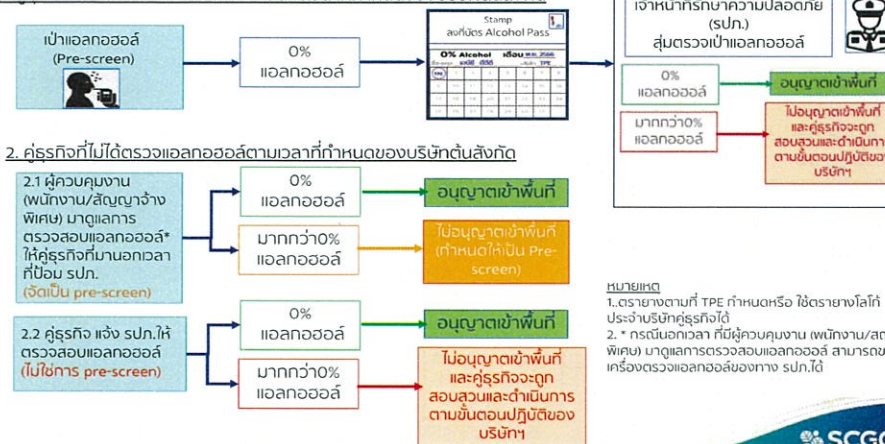 เป่าแอลกอฮอล์
(Pre-screen)
0%
แอลกอฮอล์
Stamp
ลงที่บัตร Alcohol Pass
0% Alcohol เดือน พ.ย. 2566
TPE
เจ้าหน้าที่รักษาความปลอดภัย
(รปภ.)
สุ่มตรวจเป่าแอลกอฮอล์
0%
แอลกอฮอล์
อนุญาตเข้าพื้นที่
มากกว่า0%
แอลกอฮอล์
ไม่อนุญาตเข้าพื้นที่
และคู่ธุรกิจจะถูก
สอบสวนและดำเนินการ
ตามขั้นตอนปฏิบัติของ
บริษัทฯ
2. คู่ธุรกิจที่ไม่ได้ตรวจแอลกอฮอล์ตามเวลาที่กำหนดของบริษัทต้นสังกัด
2.1 ผู้ควบคุมงาน
(พนักงาน/สัญญาจ้าง
พิเศษ) มาดูแลการ
ตรวจสอบแอลกอฮอล์*
ให้คู่ธุรกิจที่มานอกเวลา
ที่ป้อม รปภ.
(จัดเป็น pre-screen)
0%
แอลกอฮอล์
อนุญาตเข้าพื้นที่
มากกว่า0%
แอลกอฮอล์
ไม่อนุญาตเข้าพื้นที่
(กำหนดให้เป็น Pre-
screen)
2.2 คู่ธุรกิจ แจ้ง รปภ.ให้
ตรวจสอบแอลกอฮอล์
(ไม่ใช่การ pre-screen)
0%
แอลกอฮอล์
อนุญาตเข้าพื้นที่
มากกว่า0%
แอลกอฮอล์
ไม่อนุญาตเข้าพื้นที่
และคู่ธุรกิจจะถูก
สอบสวนและดำเนินการ
ตามขั้นตอนปฏิบัติของ
บริษัทฯ
หมายเหตุ
1..ตรายางตามที่ TPE กำหนดหรือ ใช้ตรายางโลโก้
ประจำบริษัทคู่ธุรกิจได้
2. * กรณีนอกเวลา ที่มีผู้ควบคุมงาน (พนักงาน/
พิเศษ) มาดูแลการตรวจสอบแอลกอฮอล์ สามารถ
เครื่องตรวจแอลกอฮอล์ของทาง รปภ.ได้
SCGC